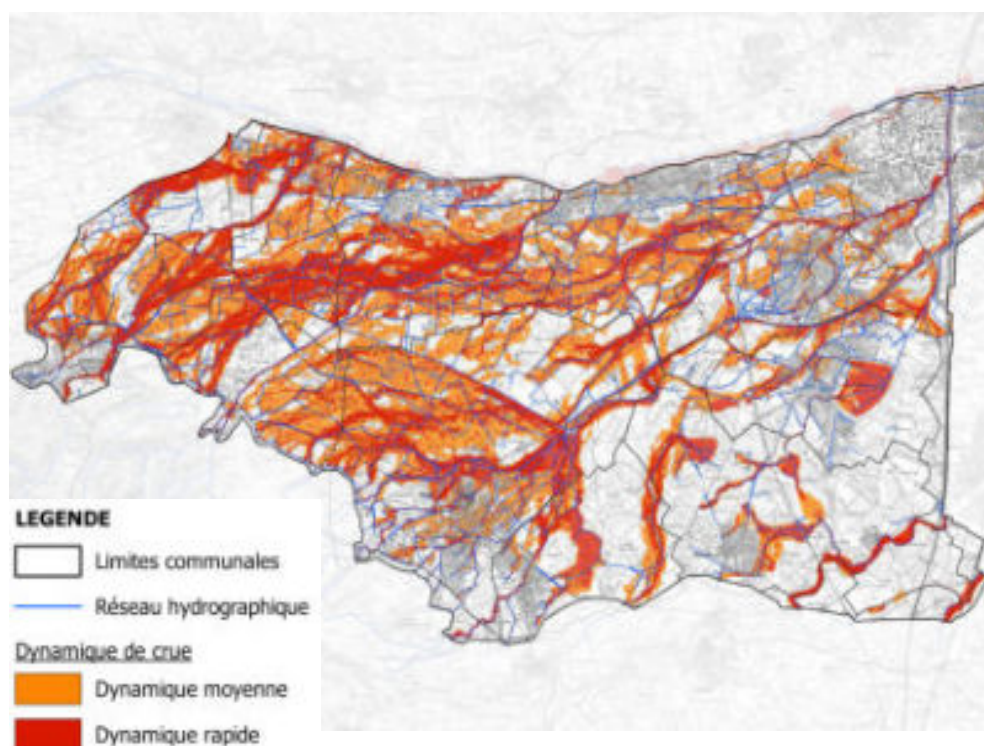 LEGENDE
Limites communales
Réseau hydrographique
Dynamique de crue
Dynamique moyenne
Dynamique rapide